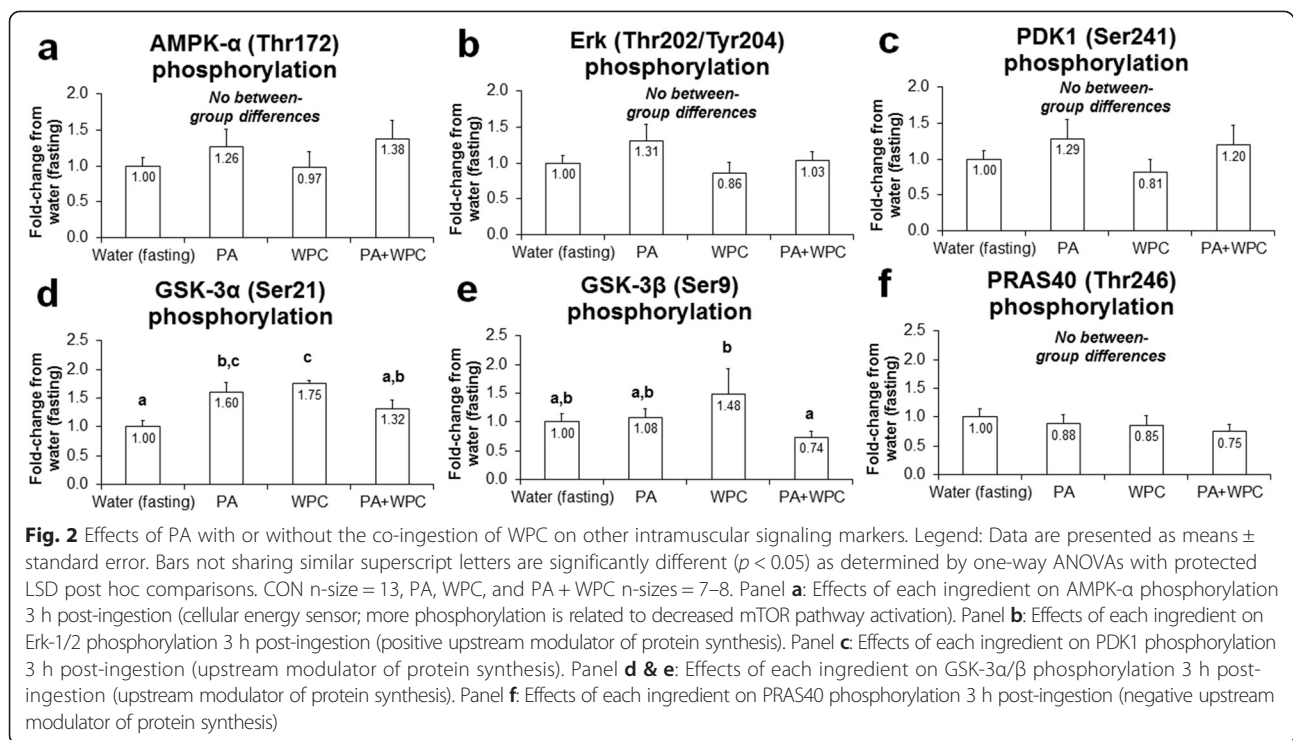 a
AMPK-α (Thr172)
phosphorylation
No between-
group differences
Fold-change from
water (fasting)
2.0
1.5
1.0
0.5
0.0
1.00
1.26
0.97
1.38
Water (fasting) PA WPC PA+WPC
b
Erk (Thr202/Tyr204)
phosphorylation
Fold-change from
water (fasting)
2.0
1.5
1.0
0.5
0.0
1.00
1.31
0.86
1.03
Water (fasting) PA WPC PA+WPC
c
PDK1 (Ser241)
phosphorylation
No between-
group differences
Fold-change from
water (fasting)
2.0
1.5
1.0
0.5
0.0
1.00
1.29
0.81
1.20
Water (fasting) PA WPC PA+WPC
d
GSK-3α (Ser21)
phosphorylation
Fold-change from
water (fasting)
2.5
2.0
1.5
1.0
0.5
0.0
a
b,c
c
a,b
1.00
1.60
1.75
1.32
Water (fasting) PA WPC PA+WPC
e
GSK-3β (Ser9)
phosphorylation
Fold-change from
water (fasting)
2.5
2.0
1.5
1.0
0.5
0.0
a,b
a,b
b
a
1.00
1.08
1.48
0.74
Water (fasting) PA WPC PA+WPC
f
PRAS40 (Thr246)
phosphorylation
No between-
group differences
Fold-change from
water (fasting)
2.5
2.0
1.5
1.0
0.5
0.0
1.00
0.88
0.85
0.75
Water (fasting) PA WPC PA+WPC
Fig. 2 Effects of PA with or without the co-ingestion of WPC on other intramuscular signaling markers. Legend: Data are presented as means ±
standard error. Bars not sharing similar superscript letters are significantly different (p < 0.05) as determined by one-way ANOVAs with protected
LSD post hoc comparisons. CON n-size = 13, PA, WPC, and PA + WPC n-sizes = 7–8. Panel a: Effects of each ingredient on AMPK-α phosphorylation
3 h post-ingestion (cellular energy sensor; more phosphorylation is related to decreased mTOR pathway activation). Panel b: Effects of each ingredient on
Erk-1/2 phosphorylation 3 h post-ingestion (positive upstream modulator of protein synthesis). Panel c: Effects of each ingredient on PDK1 phosphorylation
3 h post-ingestion (upstream modulator of protein synthesis). Panel d & e: Effects of each ingredient on GSK-3α/β phosphorylation 3 h post-
ingestion (upstream modulator of protein synthesis). Panel f: Effects of each ingredient on PRAS40 phosphorylation 3 h post-ingestion (negative upstream
modulator of protein synthesis)